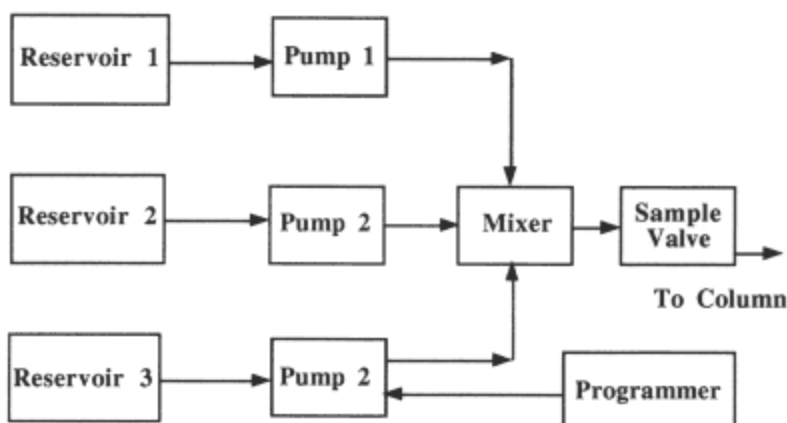 Reservoir 1
Pump 1
Reservoir 2
Pump 2
Mixer
Sample
Valve
To Column
Reservoir 3
Pump 2
Programmer